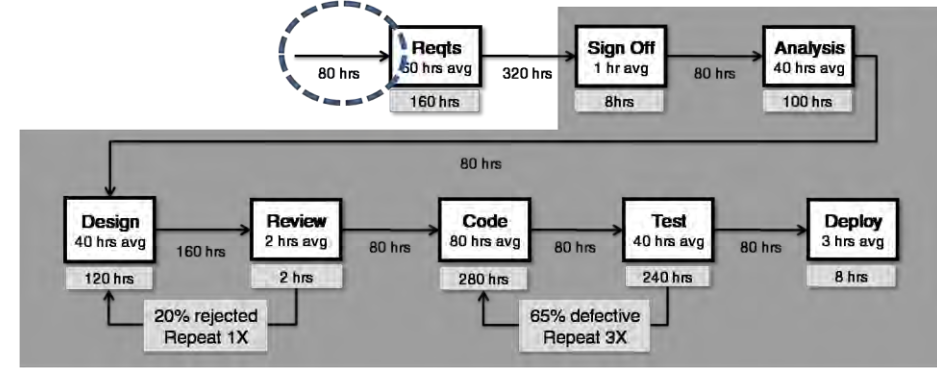 80 hrs
Reqts
60 hrs avg
160 hrs
320 hrs
Sign Off
1 hr avg
8hrs
80 hrs
Analysis
40 hrs avg
100 hrs
80 hrs
Design
40 hrs avg
120 hrs
160 hrs
Review
2 hrs avg
2 hrs
80 hrs
Code
80 hrs avg
280 hrs
80 hrs
Test
40 hrs avg
240 hrs
80 hrs
Deploy
3 hrs avg
8 hrs
20% rejected
Repeat 1X
65% defective
Repeat 3X